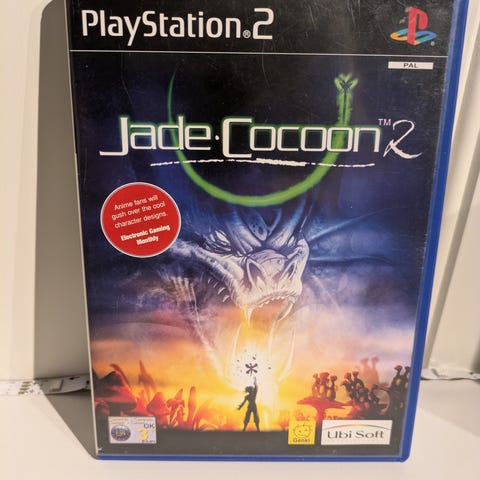 PlayStation®2
PAL
Jade·Cocoon™2
Anime fans will
gush over the cool
character designs.
Electronic Gaming
Monthly
OK
Genki
Ubi Soft